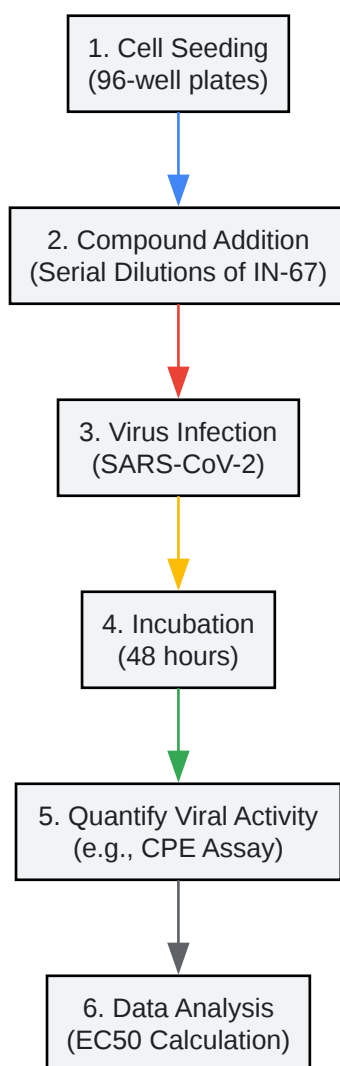 1. Cell Seeding
(96-well plates)
2. Compound Addition
(Serial Dilutions of IN-67)
3. Virus Infection
(SARS-CoV-2)
4. Incubation
(48 hours)
5. Quantify Viral Activity
(e.g., CPE Assay)
6. Data Analysis
(EC50 Calculation)